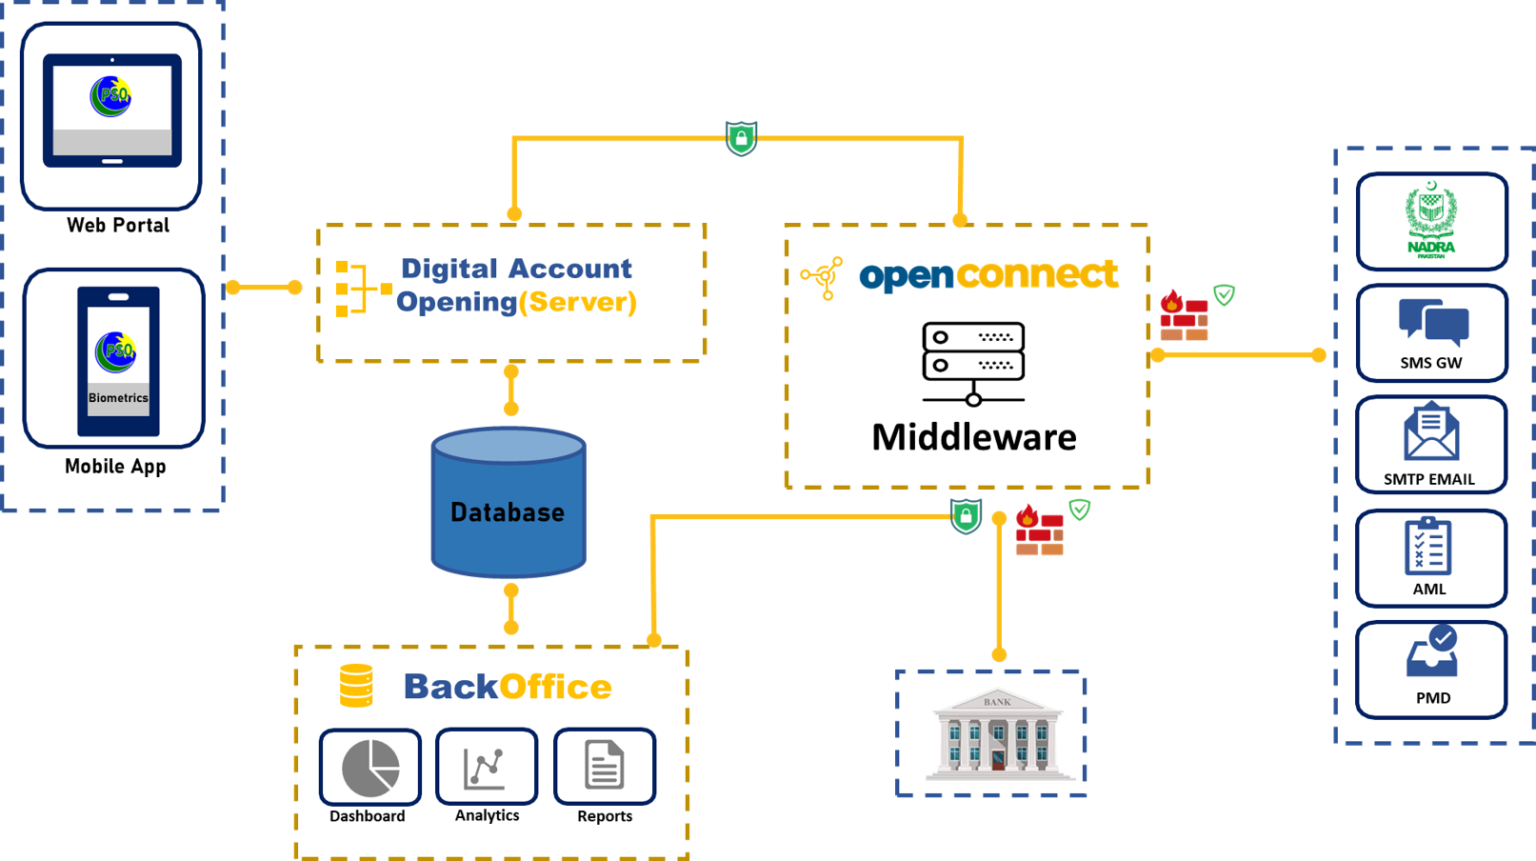 PSO
Web Portal
PSO
Biometrics
Mobile App
Digital Account
Opening(Server)
Database
BackOffice
Dashboard
Analytics
Reports
openconnect
Middleware
BANK
NADRA
PAKISTAN
SMS GW
SMTP EMAIL
AML
PMD